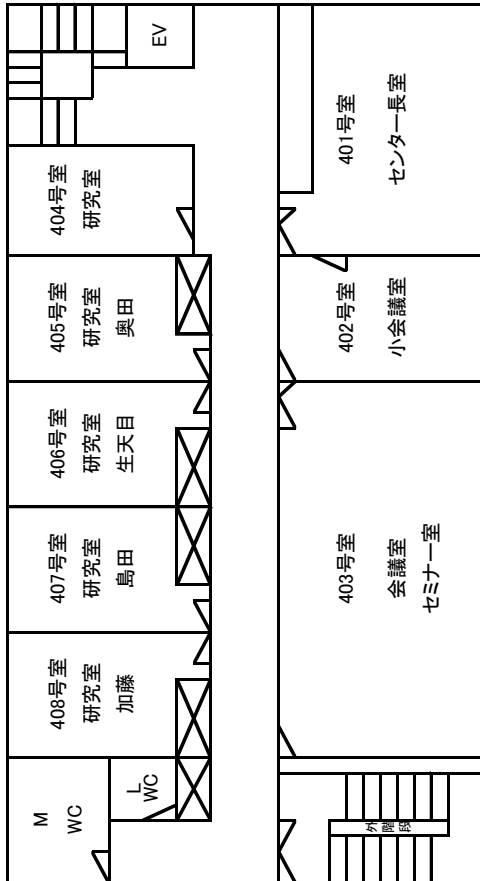 EV
404号室
研究室
405号室
研究室
奥田
406号室
研究室
生天目
407号室
研究室
島田
408号室
研究室
加藤
M
WC
L
WC
401号室
センター長室
402号室
小会議室
403号室
会議室
セミナー室
外階段